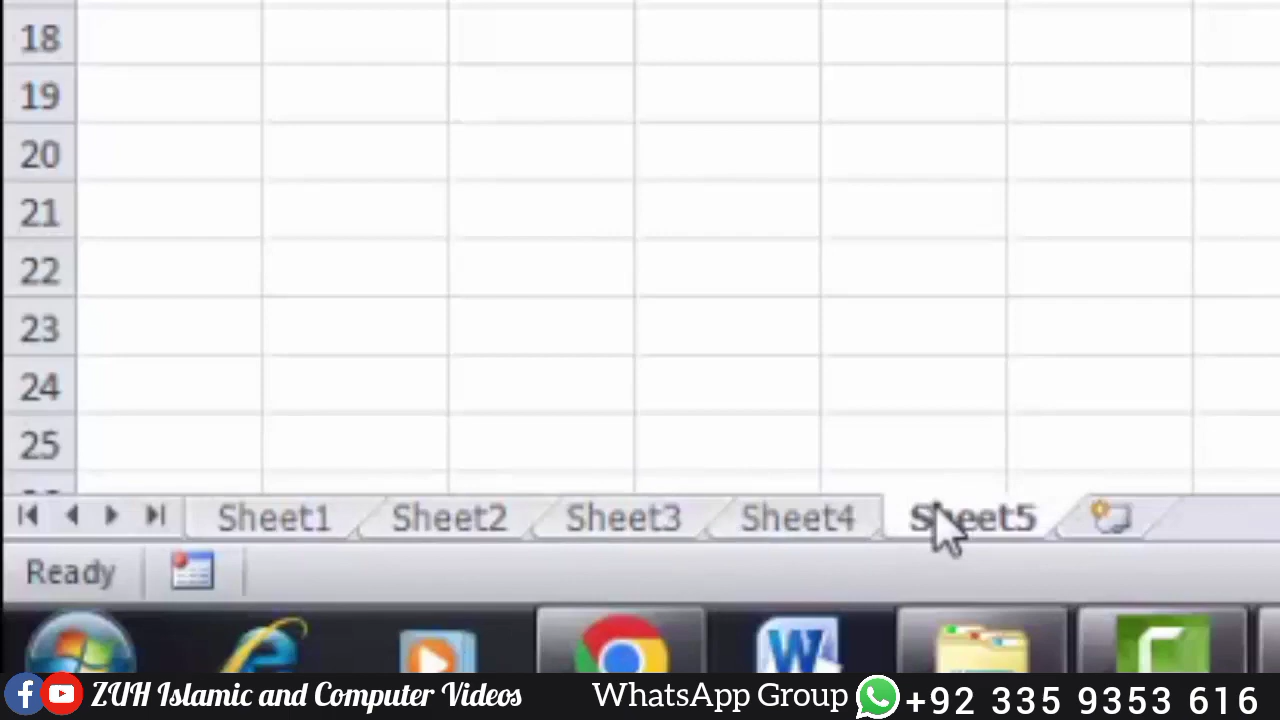 18
19
20
21
22
23
24
25
Sheet1 Sheet2 Sheet3 Sheet4 Sheet5
Ready
ZUH Islamic and Computer Videos WhatsApp Group +92 335 9353 616